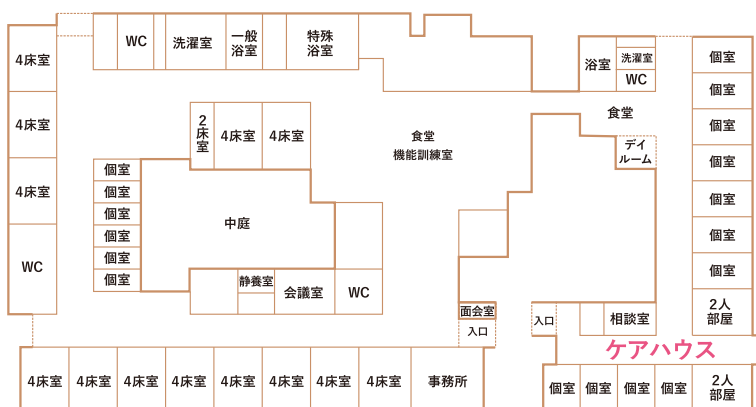 WC
洗濯室
一般
浴室
特殊
浴室
4床室
4床室
4床室
WC
浴室
洗濯室
WC
食堂
デイ
ルーム
個室
個室
個室
個室
個室
個室
個室
2人
部屋
2
床
室
4床室
4床室
食堂
機能訓練室
個室
個室
個室
個室
個室
個室
中庭
静養室
会議室
WC
面会室
入口
入口
相談室
ケアハウス
4床室
4床室
4床室
4床室
4床室
4床室
4床室
4床室
事務所
個室
個室
個室
個室
2人
部屋